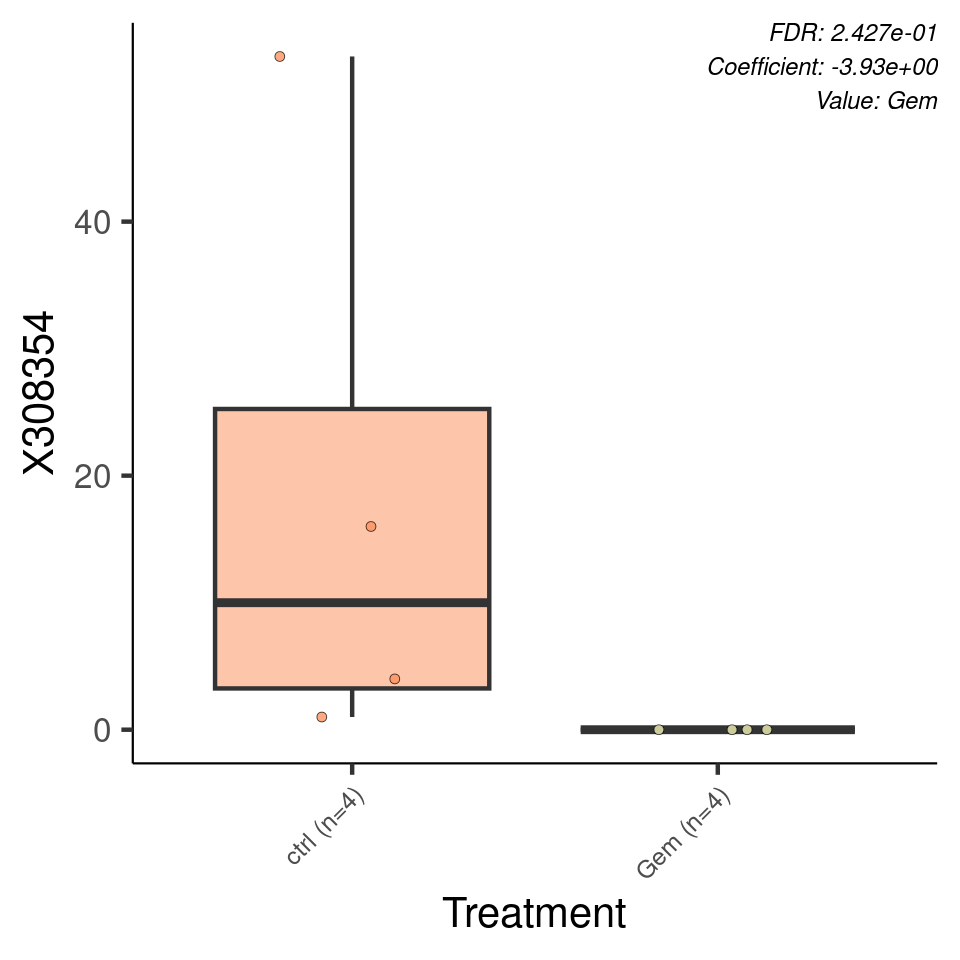 FDR: 2.427e-01
Coefficient: -3.93e+00
Value: Gem
X308354
40
20
0
ctrl (n=4)
Gem (n=4)
Treatment